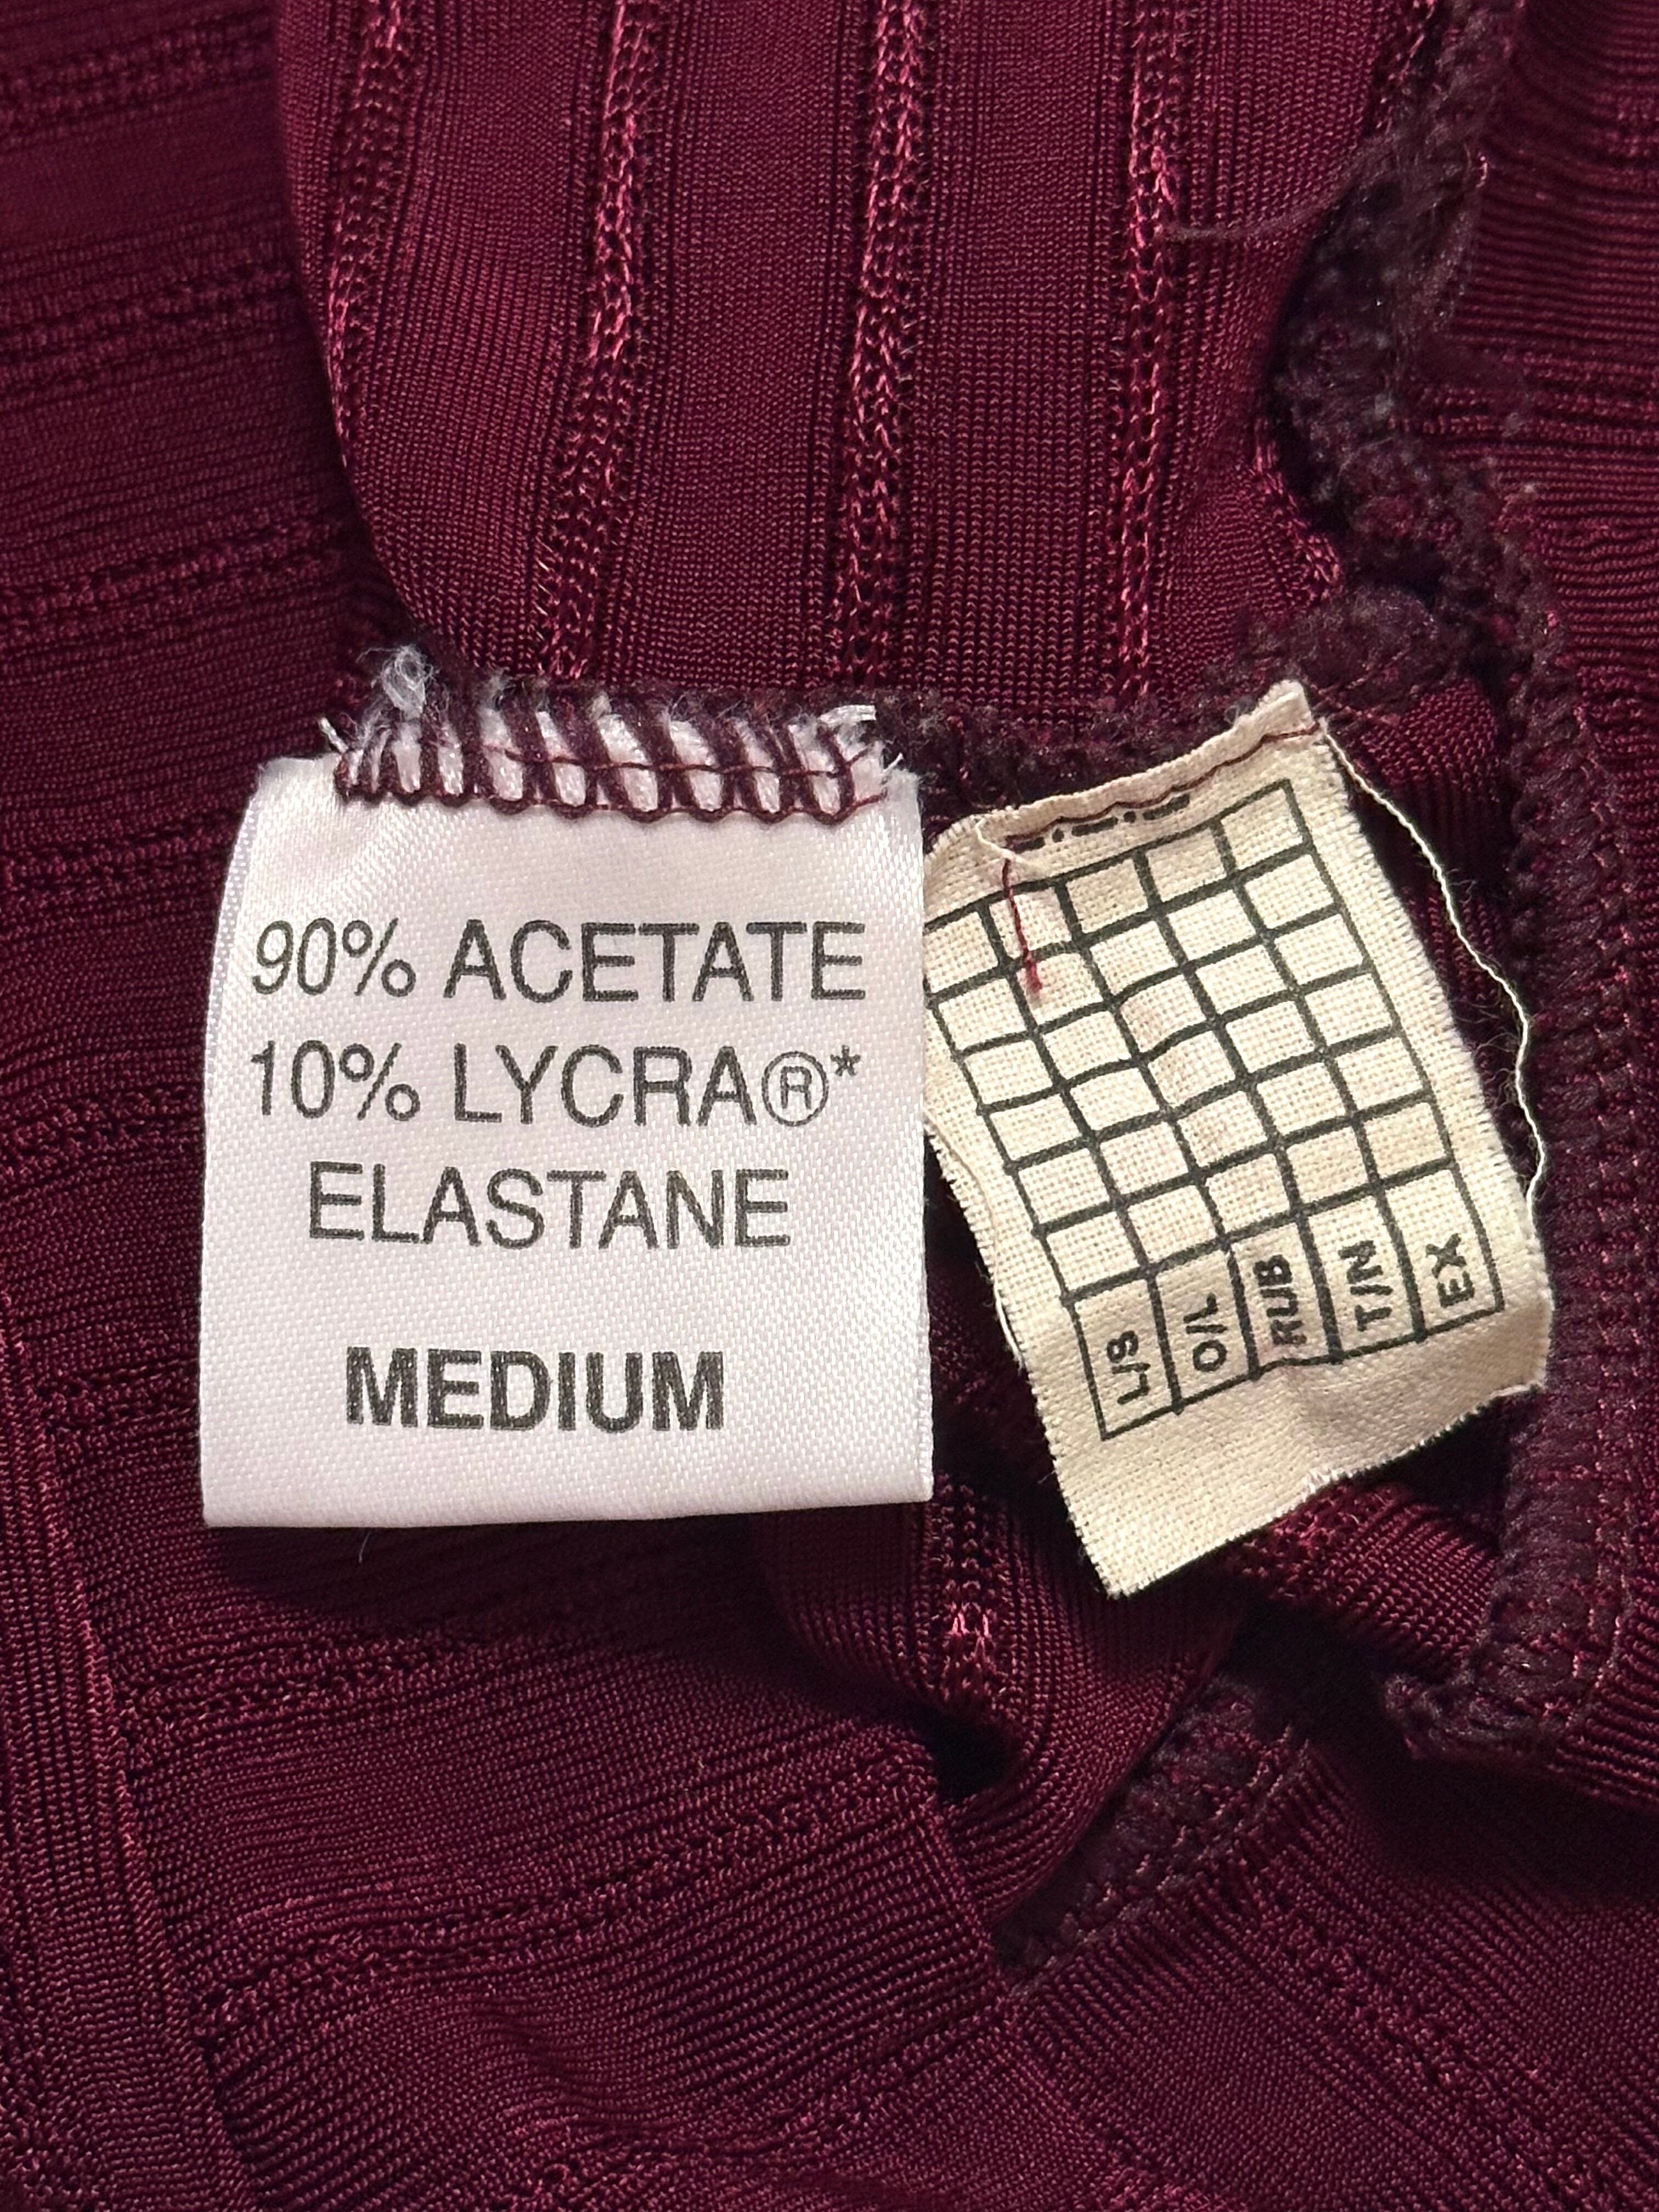 90% ACETATE
10% LYCRA®*
ELASTANE
MEDIUM
L/S
O/L
RUB
T/N
EX